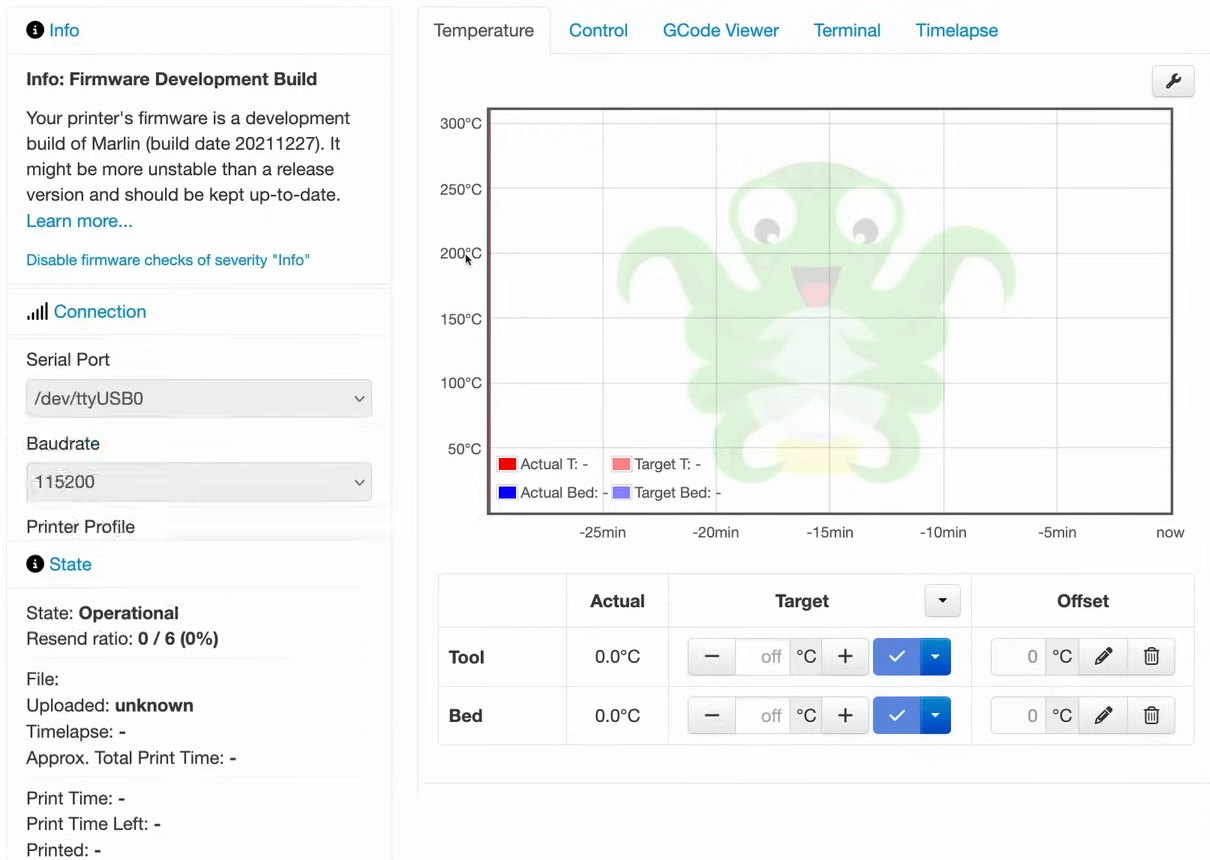 Info
Info: Firmware Development Build
Your printer's firmware is a development
build of Marlin (build date 20211227). It
might be more unstable than a release
version and should be kept up-to-date.
Learn more...
Disable firmware checks of severity "Info"
Connection
Serial Port
/dev/ttyUSB0
Baudrate
115200
Printer Profile
State
State: Operational
Resend ratio: 0 / 6 (0%)
File:
Uploaded: unknown
Timelapse: -
Approx. Total Print Time: -
Print Time: -
Print Time Left: -
Printed: -
Temperature Control GCode Viewer Terminal Timelapse
300°C
250°C
200°C
150°C
100°C
50°C
Actual T: - Target T: -
Actual Bed: - Target Bed: -
-25min -20min -15min -10min -5min now
Actual Target Offset
Tool 0.0°C off °C 0 °C
Bed 0.0°C off °C 0 °C